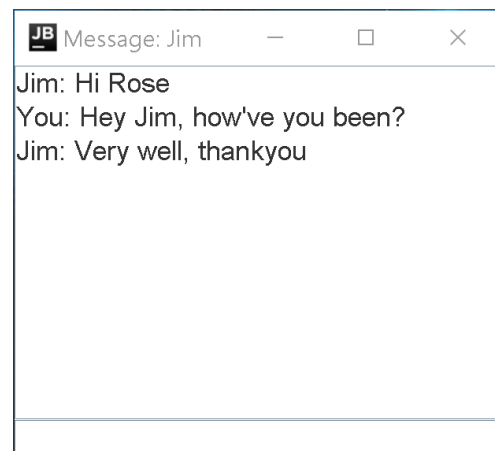 JB Message: Jim
Jim: Hi Rose
You: Hey Jim, how've you been?
Jim: Very well, thankyou